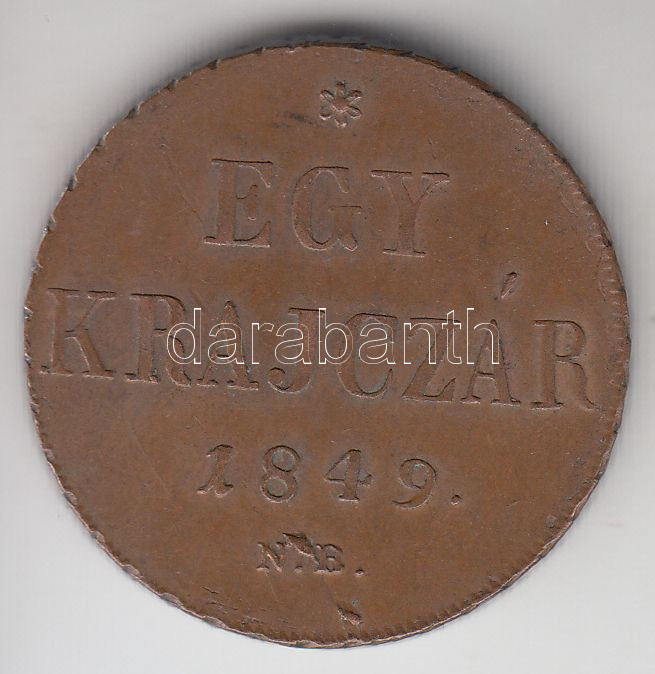 EGY
KRAJCZÁR
darabanth
1849.
N.B.